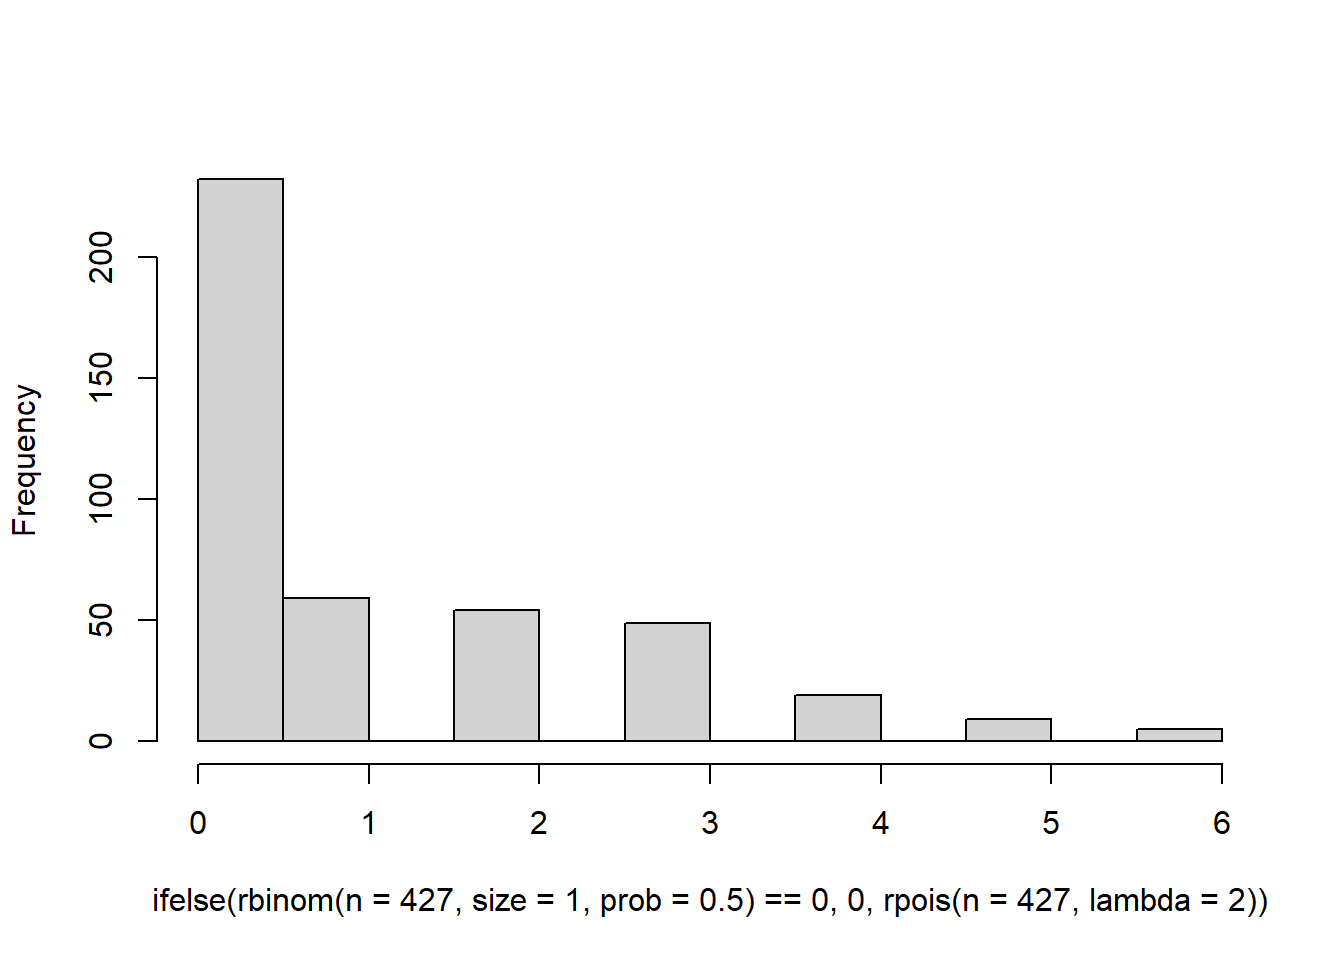 Frequency
200
150
100
50
0
0 1 2 3 4 5 6
ifelse(rbinom(n = 427, size = 1, prob = 0.5) == 0, 0, rpois(n = 427, lambda = 2))